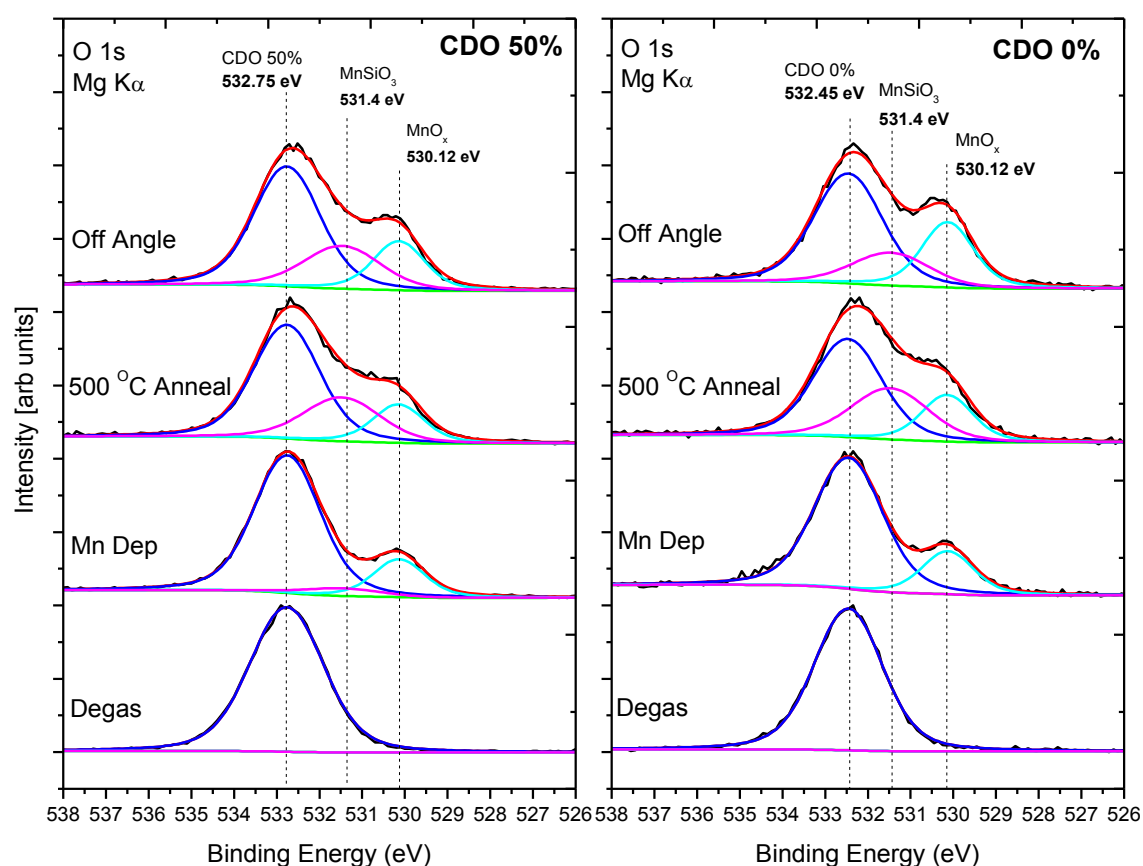 O 1s
Mg Kα
CDO 50%
CDO 50%
532.75 eV
MnSiO3
531.4 eV
MnOx
530.12 eV
Off Angle
500 OC Anneal
Mn Dep
Degas
Intensity [arb units]
538 537 536 535 534 533 532 531 530 529 528 527 526
Binding Energy (eV)
O 1s
Mg Kα
CDO 0%
CDO 0%
532.45 eV
MnSiO3
531.4 eV
MnOx
530.12 eV
Off Angle
500 OC Anneal
Mn Dep
Degas
538 537 536 535 534 533 532 531 530 529 528 527 526
Binding Energy (eV)